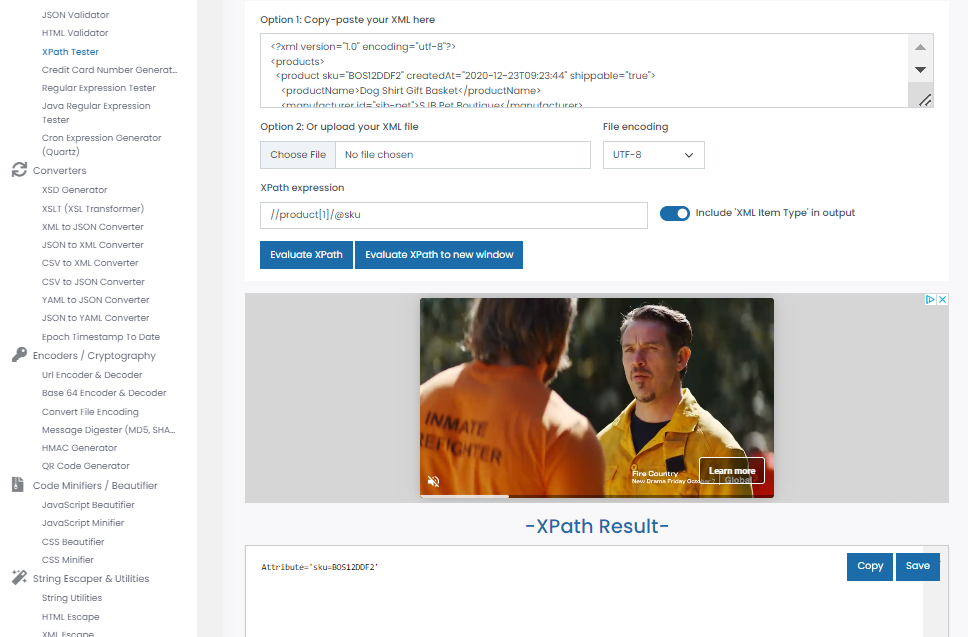 JSON Validator
HTML Validator
XPath Tester
Credit Card Number Generat...
Regular Expression Tester
Java Regular Expression
Tester
Cron Expression Generator
(Quartz)
Converters
XSD Generator
XSLT (XSL Transformer)
XML to JSON Converter
JSON to XML Converter
CSV to XML Converter
CSV to JSON Converter
YAML to JSON Converter
JSON to YAML Converter
Epoch Timestamp To Date
Encoders / Cryptography
Url Encoder & Decoder
Base 64 Encoder & Decoder
Convert File Encoding
Message Digester (MD5, SHA...
HMAC Generator
QR Code Generator
Code Minifiers / Beautifier
JavaScript Beautifier
JavaScript Minifier
CSS Beautifier
CSS Minifier
String Escaper & Utilities
String Utilities
HTML Escape
XML Escape
Option 1: Copy-paste your XML here
<?xml version="1.0" encoding="utf-8"?>
<products>
<product sku="BOS12DDF2" createdAt="2020-12-23T09:23:44" shippable="true">
<productName>Dog Shirt Gift Basket</productName>
<manufacturer id="sjb-pet">SJB Pet Boutique</manufacturer>
Option 2: Or upload your XML file
File encoding
Choose File No file chosen
UTF-8
XPath expression
//product[1]/@sku
Include 'XML Item Type' in output
Evaluate XPath
Evaluate XPath to new window
INMATE
REFIGHTER
Fire Country
New Drama Friday October 7
Learn more
Global
-XPath Result-
Attribute='sku=BOS12DDF2'
Copy
Save